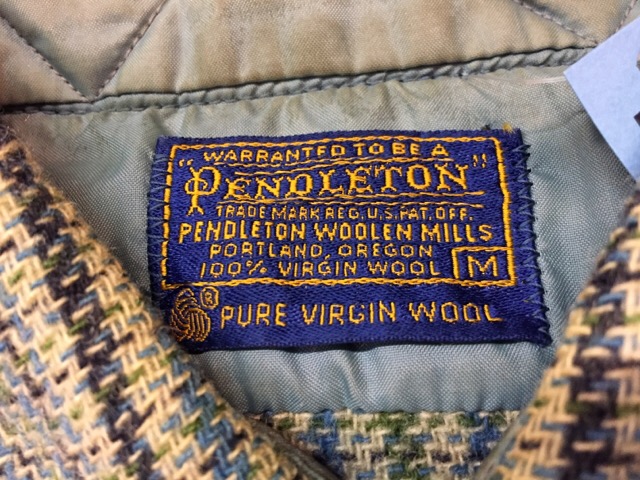 WARRANTED TO BE A
"PENDLETON"
TRADE MARK REG. U.S. PAT. OFF.
PENDLETON WOOLEN MILLS
PORTLAND, OREGON
100% VIRGIN WOOL M
® PURE VIRGIN WOOL